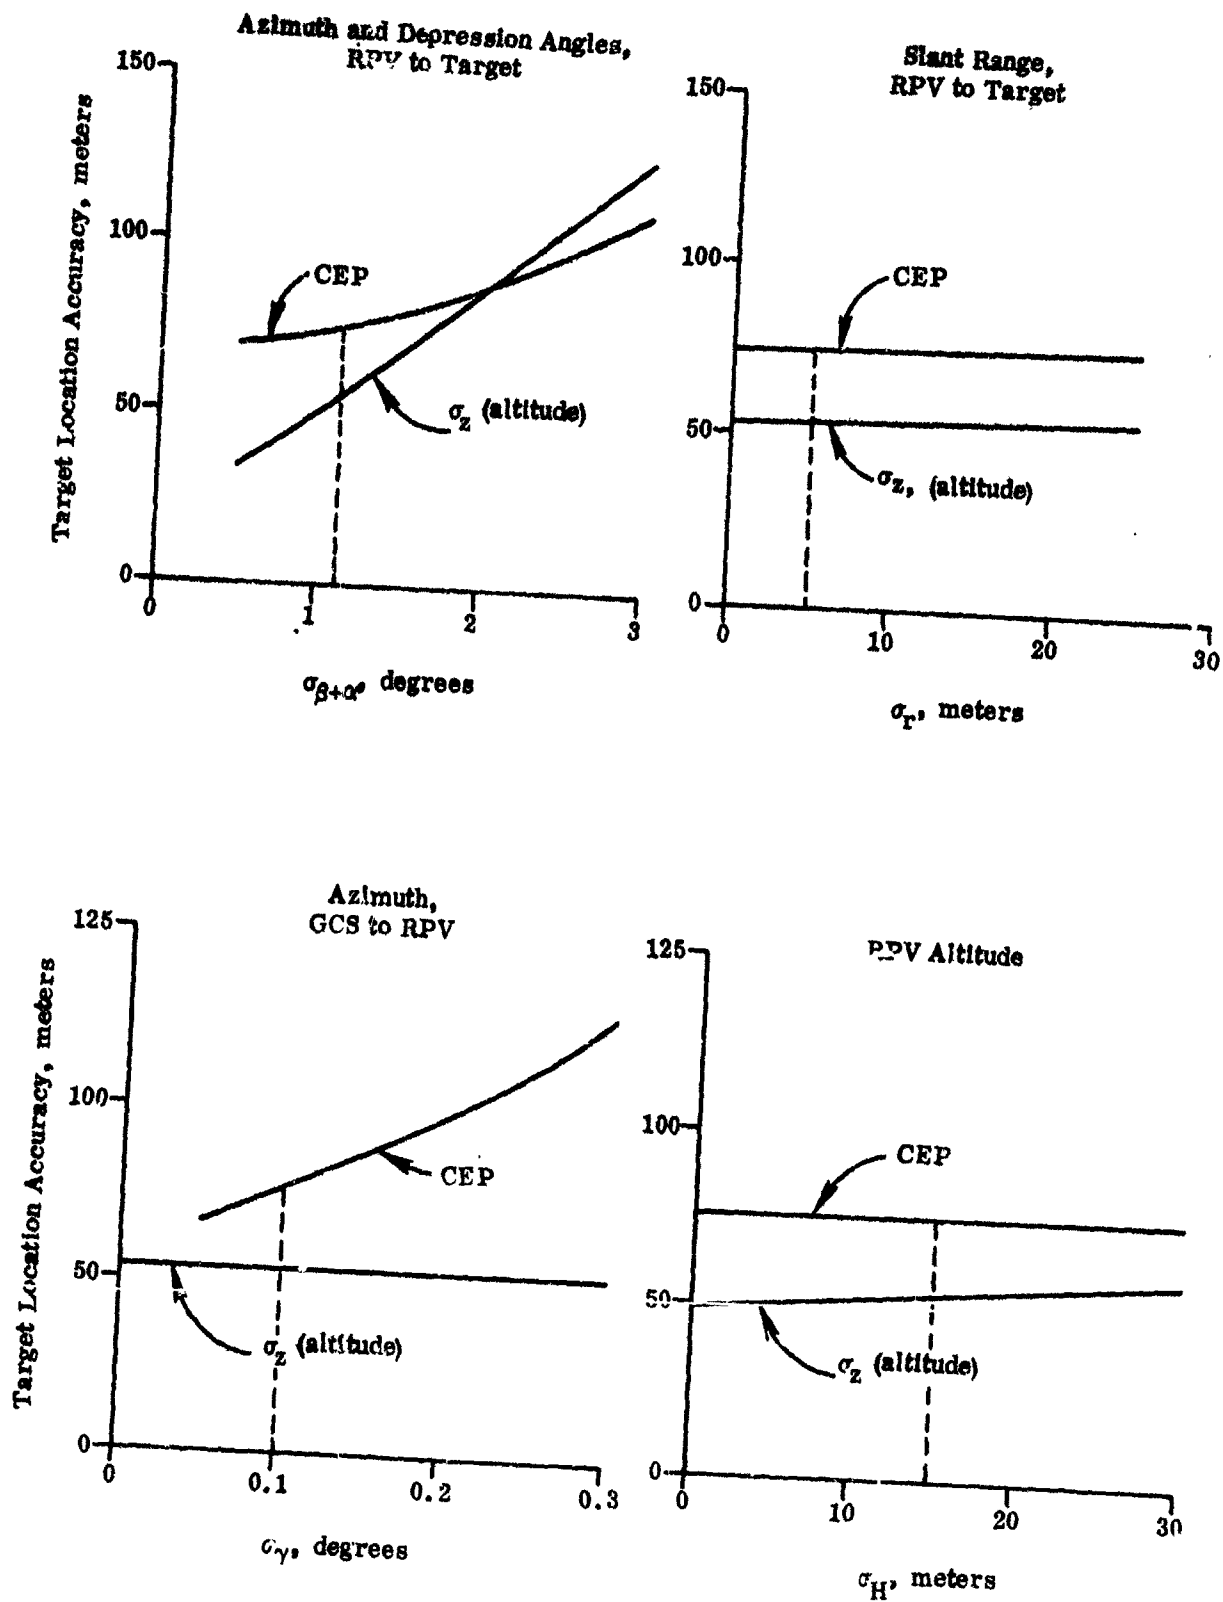 Azimuth and Depression Angles,
RPV to Target
150
100
50
0
0
1
2
3
Target Location Accuracy, meters
CEP
σz (altitude)
σβ+α, degrees
Slant Range,
RPV to Target
150
100
50
0
0
10
20
30
CEP
σz, (altitude)
σr, meters
Azimuth,
GCS to RPV
125
100
50
0
0
0.1
0.2
0.3
Target Location Accuracy, meters
CEP
σz (altitude)
σγ, degrees
RPV Altitude
125
100
50
0
0
10
20
30
CEP
σz (altitude)
σH, meters